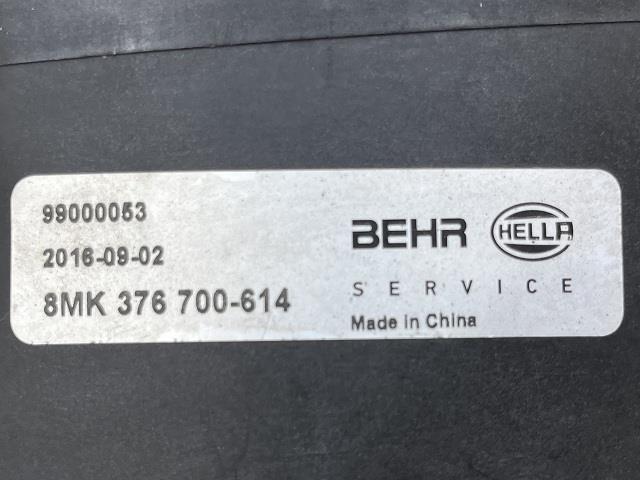 99000053
2016-09-02
8MK 376 700-614
BEHR HELLA
SERVICE
Made in China